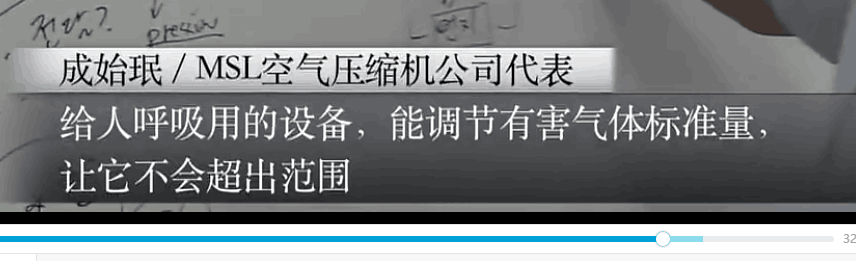 pression
成始珉 / MSL空气压缩机公司代表
给人呼吸用的设备，能调节有害气体标准量，
让它不会超出范围
32